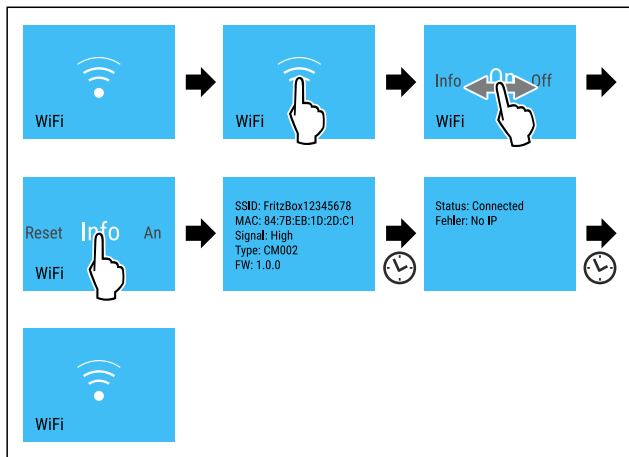 WiFi
WiFi
Info On Off
WiFi
Reset Info An
WiFi
SSID: FritzBox12345678
MAC: 84:7B:EB:1D:2D:C1
Signal: High
Type: CM002
FW: 1.0.0
Status: Connected
Fehler: No IP
WiFi